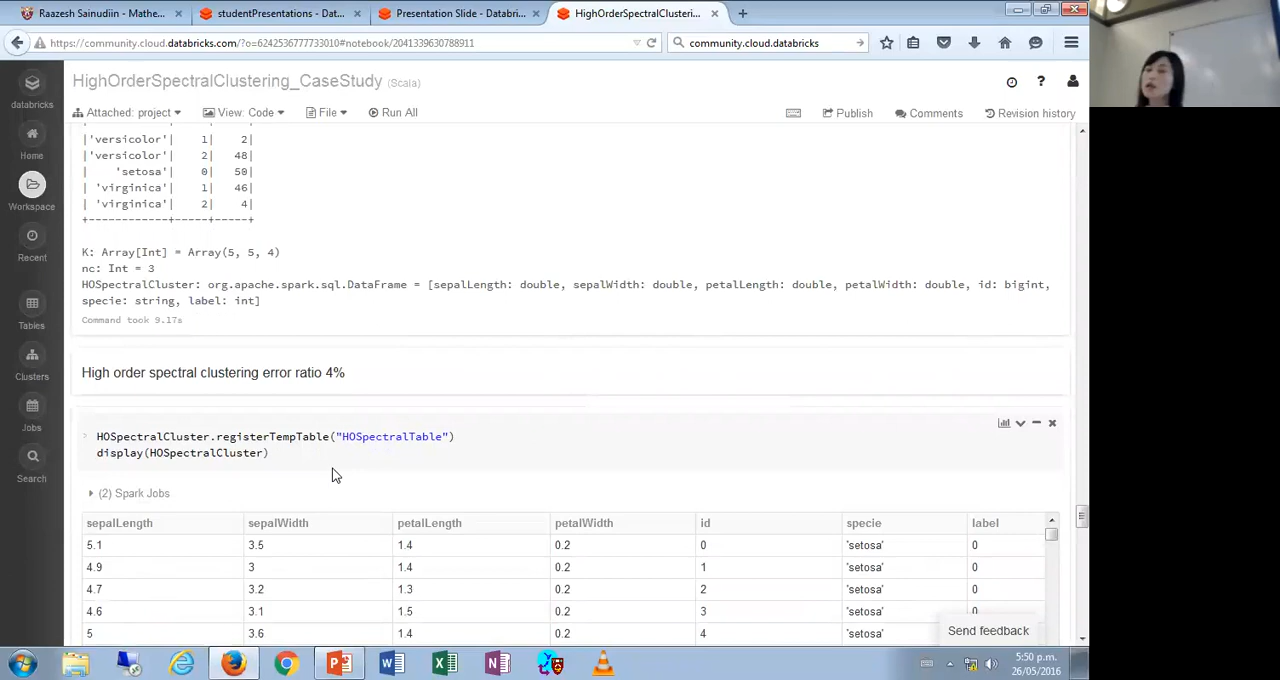 Raazesh Sainudiin - Mathe...
studentPresentations - Dat...
Presentation Slide - Databri...
HighOrderSpectralClusterin...
https://community.cloud.databricks.com/?o=6242536777733010#notebook/2041339630788911
community.cloud.databricks
HighOrderSpectralClustering_CaseStudy (Scala)
databricks
Home
Workspace
Recent
Tables
Clusters
Jobs
Search
Attached: project
View: Code
File
Run All
Publish
Comments
Revision history
|'versicolor'| 1| 2|
|'versicolor'| 2| 48|
| 'setosa'| 0| 50|
| 'virginica'| 1| 46|
| 'virginica'| 2| 4|
+------------+-----+-----+
K: Array[Int] = Array(5, 5, 4)
nc: Int = 3
HOSpectralCluster: org.apache.spark.sql.DataFrame = [sepalLength: double, sepalWidth: double, petalLength: double, petalWidth: double, id: bigint,
specie: string, label: int]
Command took 9.17s
High order spectral clustering error ratio 4%
HOSpectralCluster.registerTempTable("HOSpectralTable")
display(HOSpectralCluster)
(2) Spark Jobs
sepalLength sepalWidth petalLength petalWidth id specie label
5.1 3.5 1.4 0.2 0 'setosa' 0
4.9 3 1.4 0.2 1 'setosa' 0
4.7 3.2 1.3 0.2 2 'setosa' 0
4.6 3.1 1.5 0.2 3 'setosa' 0
5 3.6 1.4 0.2 4 'setosa'
Send feedback
5:50 p.m.
26/05/2016